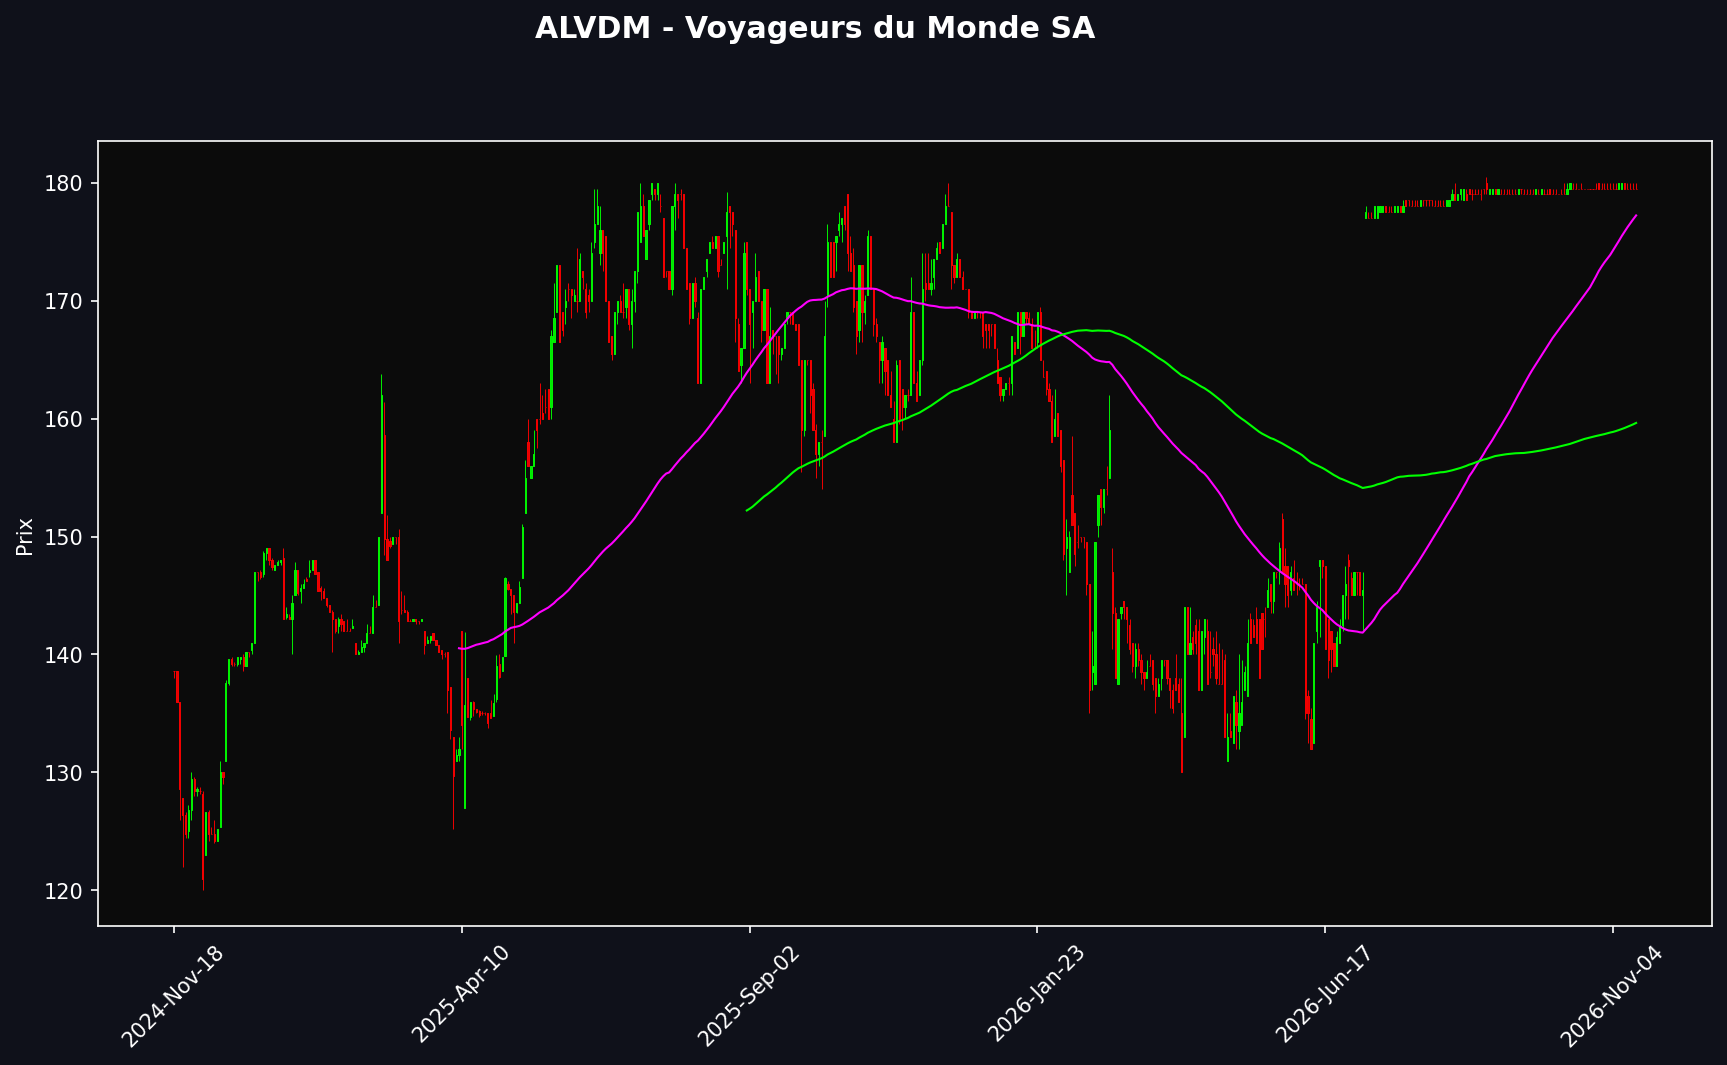 ALVDM - Voyageurs du Monde SA
Prix
180
170
160
150
140
130
120
2024-Nov-18
2025-Apr-10
2025-Sep-02
2026-Jan-23
2026-Jun-17
2026-Nov-04